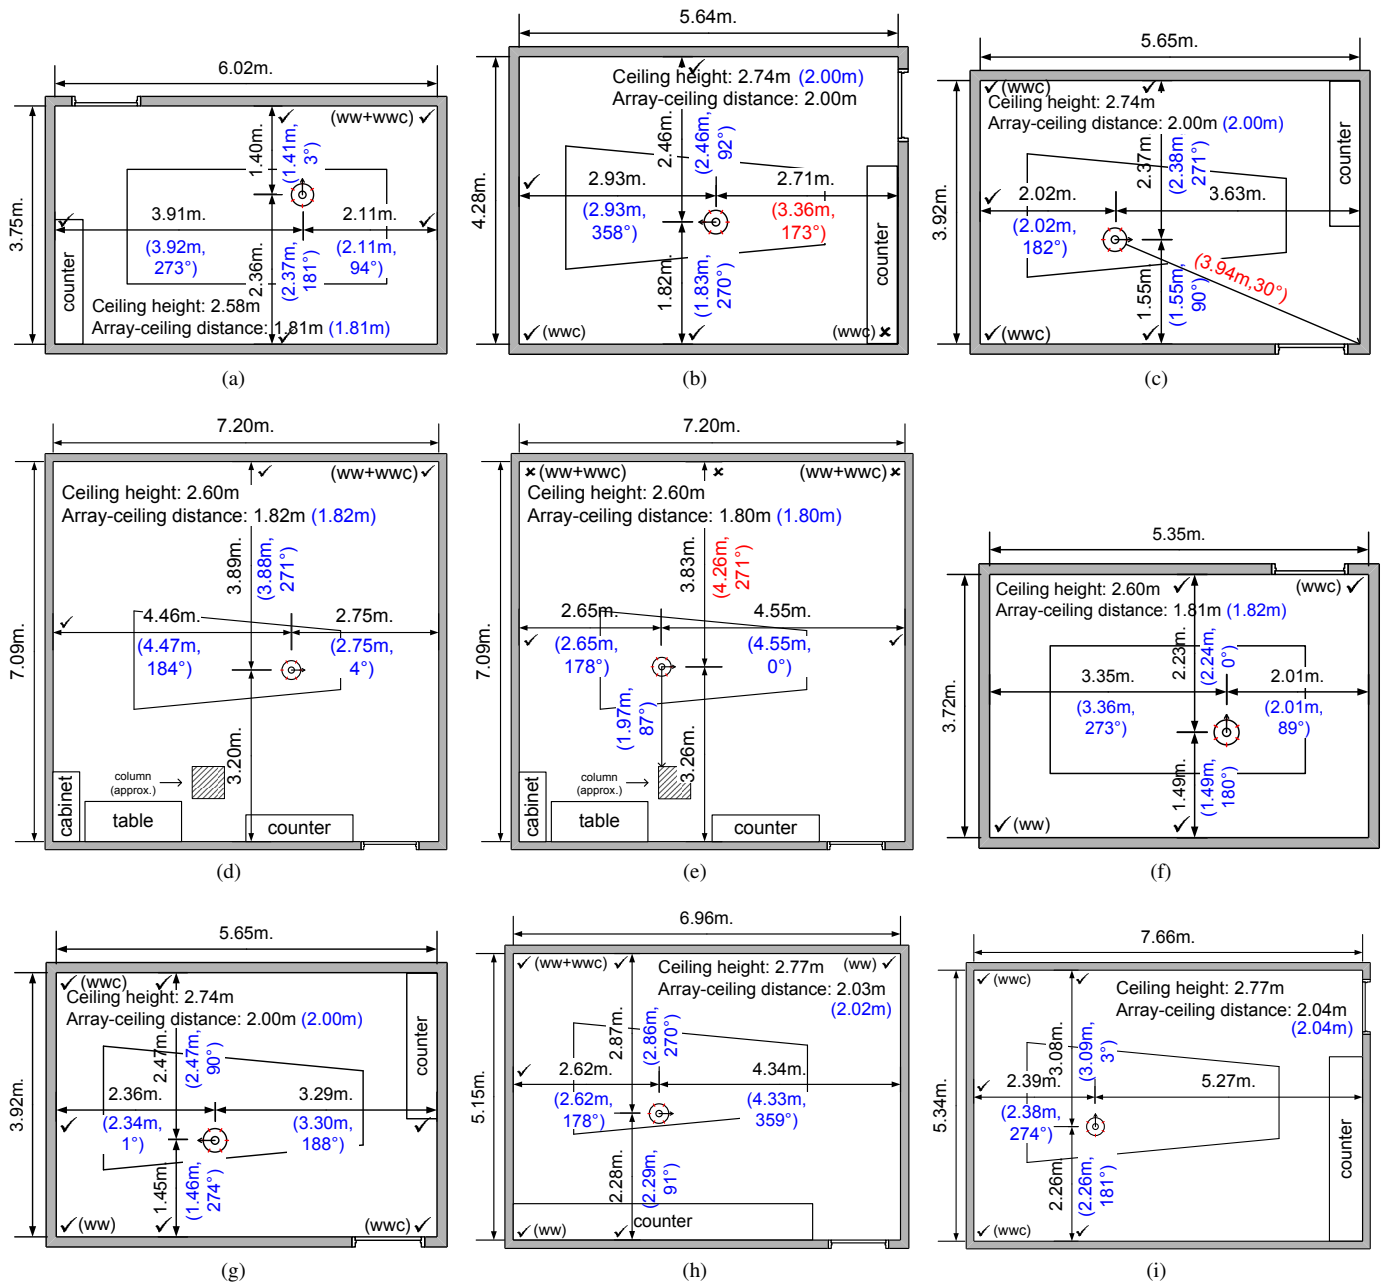 6.02m.
3.75m.
(ww+wwc)
1.40m.
(1.41m,
3°)
3.91m.
(3.92m,
273°)
2.11m.
(2.11m,
94°)
2.36m.
(2.37m,
181°)
counter
Ceiling height: 2.58m
Array-ceiling distance: 1.81m (1.81m)
(a)
5.64m.
4.28m.
Ceiling height: 2.74m (2.00m)
Array-ceiling distance: 2.00m
2.46m.
(2.46m,
92°)
2.93m.
(2.93m,
358°)
2.71m.
(3.36m,
173°)
1.82m.
(1.83m,
270°)
counter
(wwc)
(wwc)
(b)
5.65m.
3.92m.
(wwc)
Ceiling height: 2.74m
Array-ceiling distance: 2.00m (2.00m)
counter
2.37m.
(2.38m,
271°)
2.02m.
(2.02m,
182°)
3.63m.
(3.94m,30°)
1.55m.
(1.55m,
90°)
(wwc)
(c)
7.20m.
7.09m.
(ww+wwc)
Ceiling height: 2.60m
Array-ceiling distance: 1.82m (1.82m)
3.89m.
(3.88m,
271°)
4.46m.
(4.47m,
184°)
2.75m.
(2.75m,
4°)
3.20m.
column
(approx.)
cabinet
table
counter
(d)
7.20m.
7.09m.
(ww+wwc)
(ww+wwc)
Ceiling height: 2.60m
Array-ceiling distance: 1.80m (1.80m)
3.83m.
(4.26m,
271°)
2.65m.
(2.65m,
178°)
4.55m.
(4.55m,
0°)
(1.97m,
87°)
3.26m.
column
(approx.)
cabinet
table
counter
(e)
5.35m.
3.72m.
Ceiling height: 2.60m
(wwc)
Array-ceiling distance: 1.81m (1.82m)
2.23m.
(2.24m,
0°)
3.35m.
(3.36m,
273°)
2.01m.
(2.01m,
89°)
1.49m.
(1.49m,
180°)
(ww)
(f)
5.65m.
3.92m.
(wwc)
Ceiling height: 2.74m
Array-ceiling distance: 2.00m (2.00m)
counter
2.47m.
(2.47m,
90°)
2.36m.
(2.34m,
1°)
3.29m.
(3.30m,
188°)
1.45m.
(1.46m,
274°)
(ww)
(wwc)
(g)
6.96m.
5.15m.
(ww+wwc)
Ceiling height: 2.77m
(ww)
Array-ceiling distance: 2.03m
(2.02m)
2.87m.
(2.86m,
270°)
2.62m.
(2.62m,
178°)
4.34m.
(4.33m,
359°)
2.28m.
(2.29m,
91°)
counter
(ww)
(h)
7.66m.
5.34m.
(wwc)
Ceiling height: 2.77m
Array-ceiling distance: 2.04m
(2.04m)
3.08m.
(3.09m,
3°)
2.39m.
(2.38m,
274°)
5.27m.
2.26m.
(2.26m,
181°)
counter
(wwc)
(i)